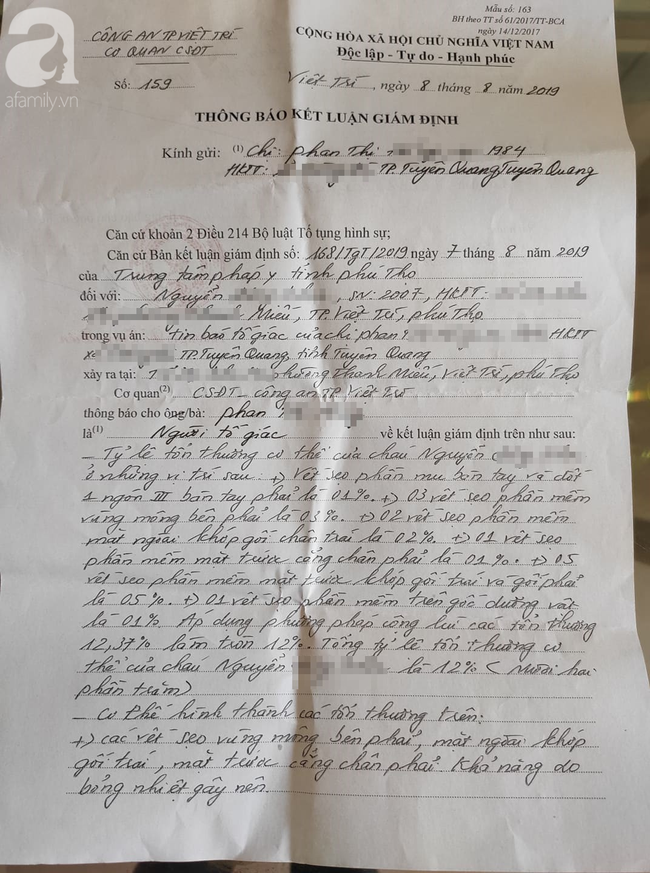 Mẫu số: 163
BH theo TT số 61/2017/TT-BCA
ngày 14/12/2017
CÔNG AN TP VIỆT TRÌ
CƠ QUAN CSĐT
CỘNG HÒA XÃ HỘI CHỦ NGHĨA VIỆT NAM
Độc lập - Tự do - Hạnh phúc
Số: 159
Việt Trì, ngày 8 tháng 8 năm 2019
afamily.vn
THÔNG BÁO KẾT LUẬN GIÁM ĐỊNH
Kính gửi: (1) Chị: Phan Thị 1984
HKTT: TP. Tuyên Quang Tuyên Quang
Căn cứ khoản 2 Điều 214 Bộ luật Tố tụng hình sự;
Căn cứ Bản kết luận giám định số: 168/TgT/2019 ngày 7 tháng 8 năm 2019
của Trung tâm pháp y tỉnh phú Thọ
đối với: Nguyễn , SN: 2007, HKTT:
Miếu, TP. Việt Trì, phú Thọ
trong vụ án: tin báo tố giác của chị phan HKTT
TP Tuyên Quang, tỉnh Tuyên Quang
xảy ra tại: phường thanh Miếu, Việt Trì, phú Thọ
Cơ quan(2) CSĐT - công an TP. Việt Trì
thông báo cho ông/bà: phan
là(1) Người tố giác về kết luận giám định trên như sau:
- Tỷ lệ tổn thương cơ thể của cháu Nguyễn
ở những vị trí sau: +) Vết sẹo phần mu bàn tay và đốt
1 ngón III bàn tay phải là 01%. +) 03 vết sẹo phần mềm
vùng mông bên phải là 03%. +) 02 vết sẹo phần mềm
mặt ngoài khớp gối chân trái là 02%. +) 01 vết sẹo
phần mềm mặt trước cẳng chân phải là 01%. +) 05
vết sẹo phần mềm mặt trước khớp gối trái và gối phải
là 05%. +) 01 vết sẹo phần mềm trên gốc dương vật
là 01%. Áp dụng phương pháp cộng lùi các tổn thương
12,37% làm tròn 12%. Tổng tỷ lệ tổn thương cơ
thể của cháu Nguyễn là 12% (Mười hai
phần trăm)
- Cơ chế hình thành các tổn thương trên:
+) các vết sẹo vùng mông bên phải, mặt ngoài khớp
gối trái, mặt trước cẳng chân phải. Khả năng do
bỏng nhiệt gây nên.